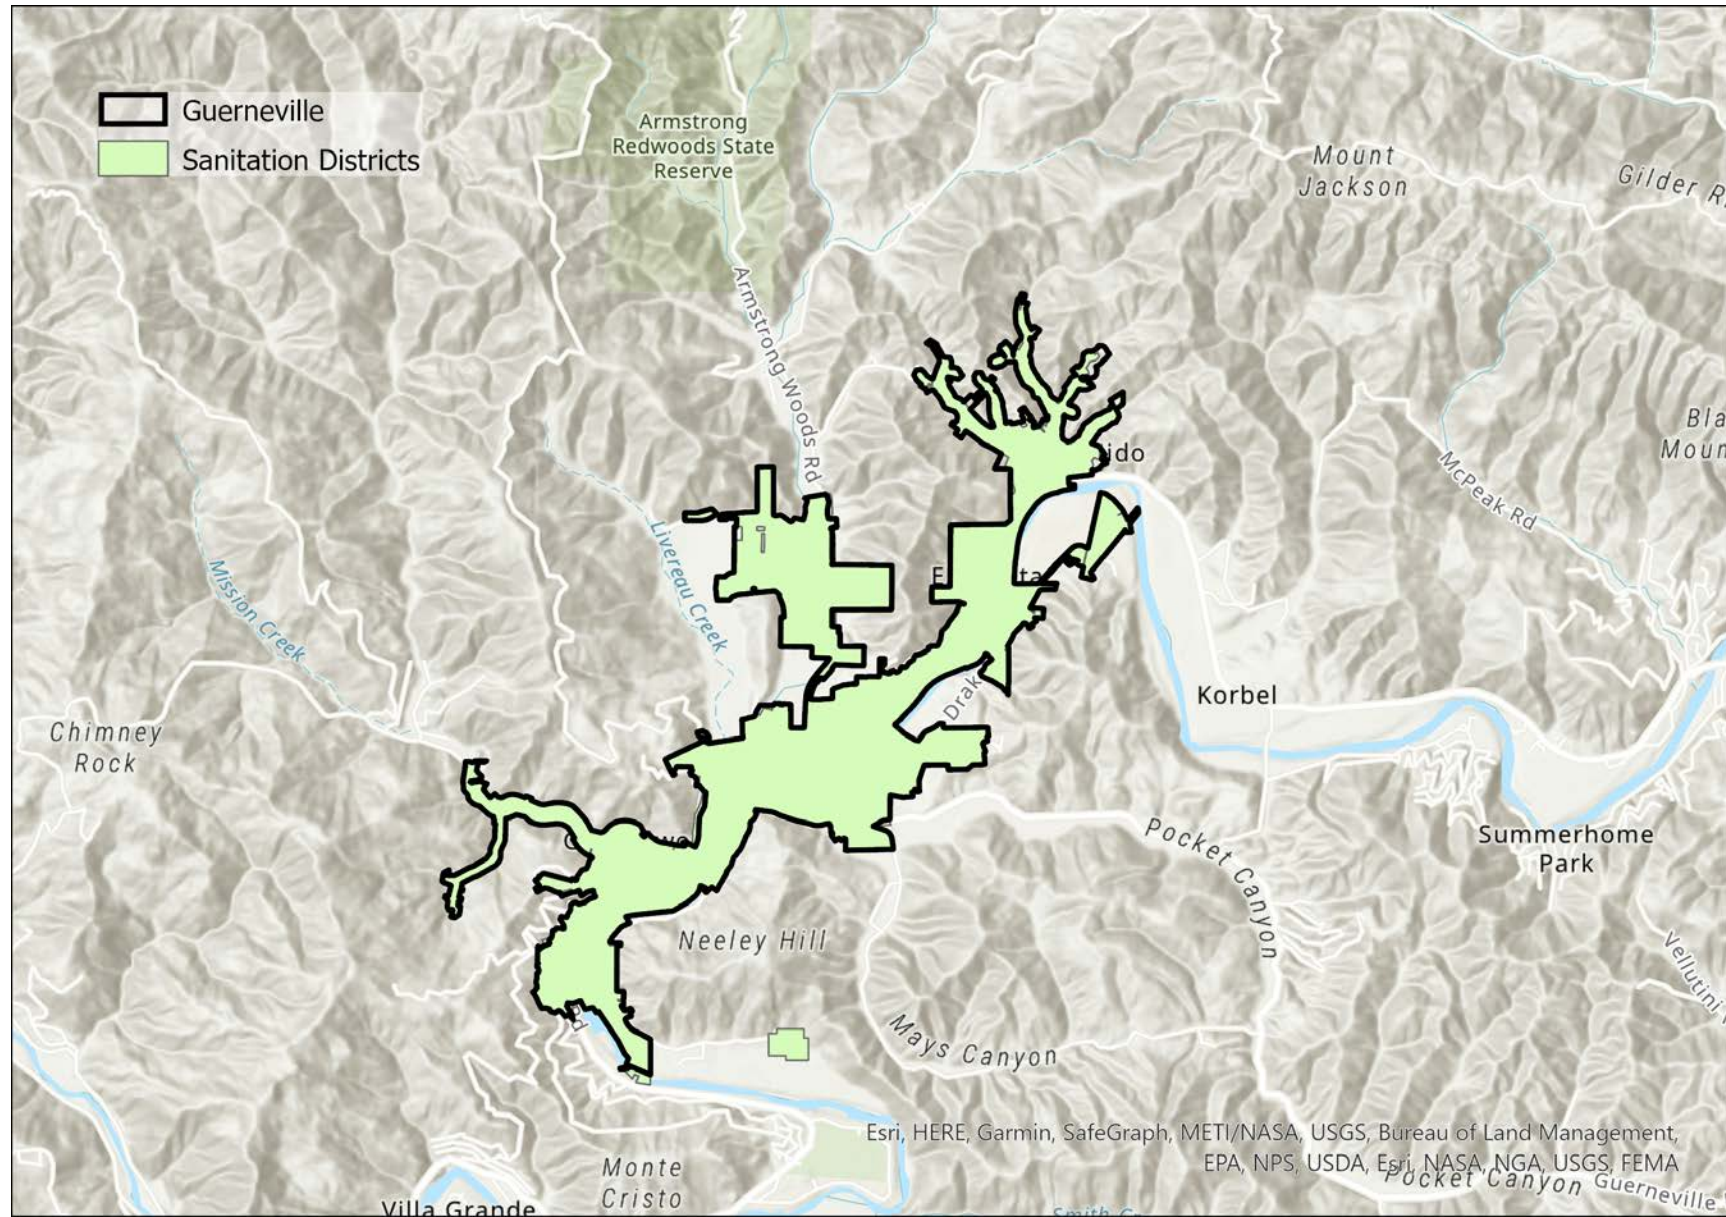 Guerneville
Sanitation Districts
Armstrong
Redwoods State
Reserve
Mount
Jackson
Armstrong Woods Rd
McPeak Rd
Livereau Creek
Mission Creek
Korbel
Chimney
Rock
Summerhome
Park
Pocket Canyon
Neeley Hill
Mays Canyon
Rd
Esri, HERE, Garmin, SafeGraph, METI/NASA, USGS, Bureau of Land Management,
EPA, NPS, USDA, Esri, NASA, NGA, USGS, FEMA
Pocket Canyon
Guerneville
Monte
Cristo
Villa Grande